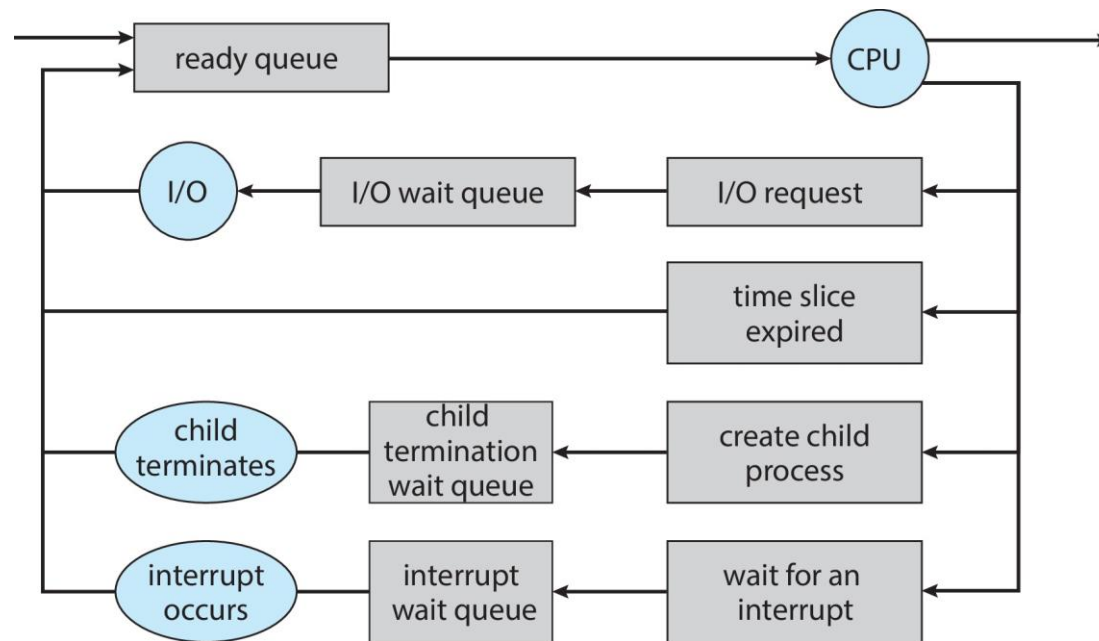 ready queue
CPU
I/O
I/O wait queue
I/O request
time slice
expired
child
terminates
child
termination
wait queue
create child
process
interrupt
occurs
interrupt
wait queue
wait for an
interrupt